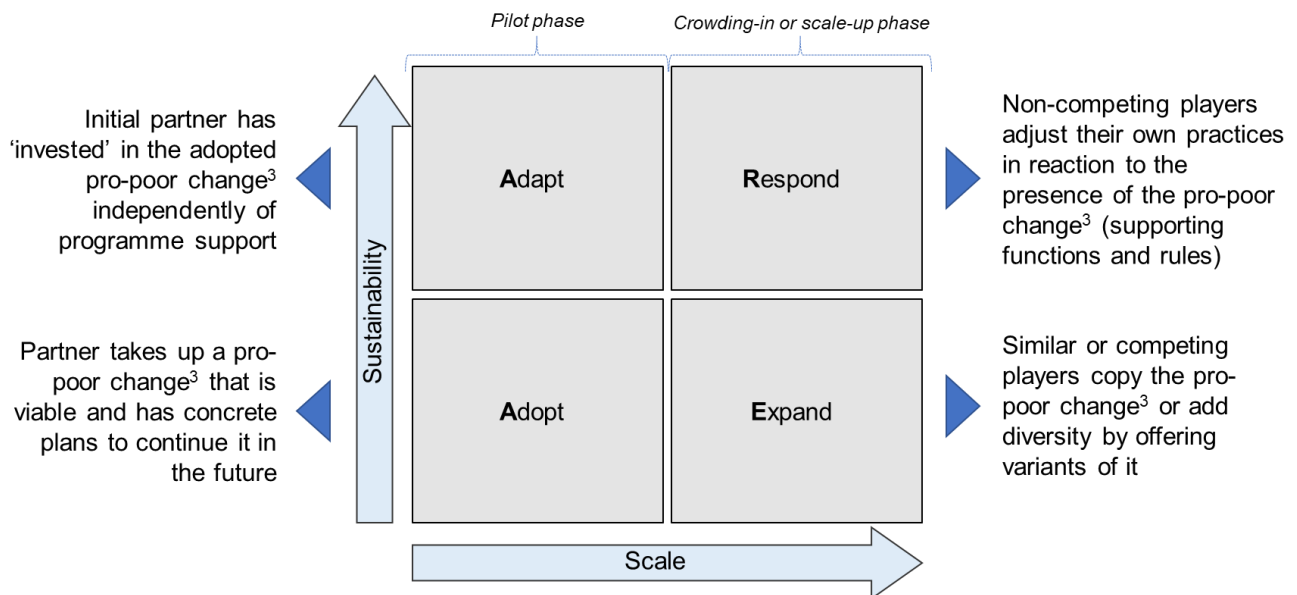 Pilot phase
Crowding-in or scale-up phase
Initial partner has
‘invested’ in the adopted
pro-poor change³
independently of
programme support
Adapt
Respond
Non-competing players
adjust their own practices
in reaction to the
presence of the pro-poor
change³ (supporting
functions and rules)
Sustainability
Partner takes up a pro-
poor change³ that is
viable and has concrete
plans to continue it in
the future
Adopt
Expand
Similar or competing
players copy the pro-
poor change³ or add
diversity by offering
variants of it
Scale